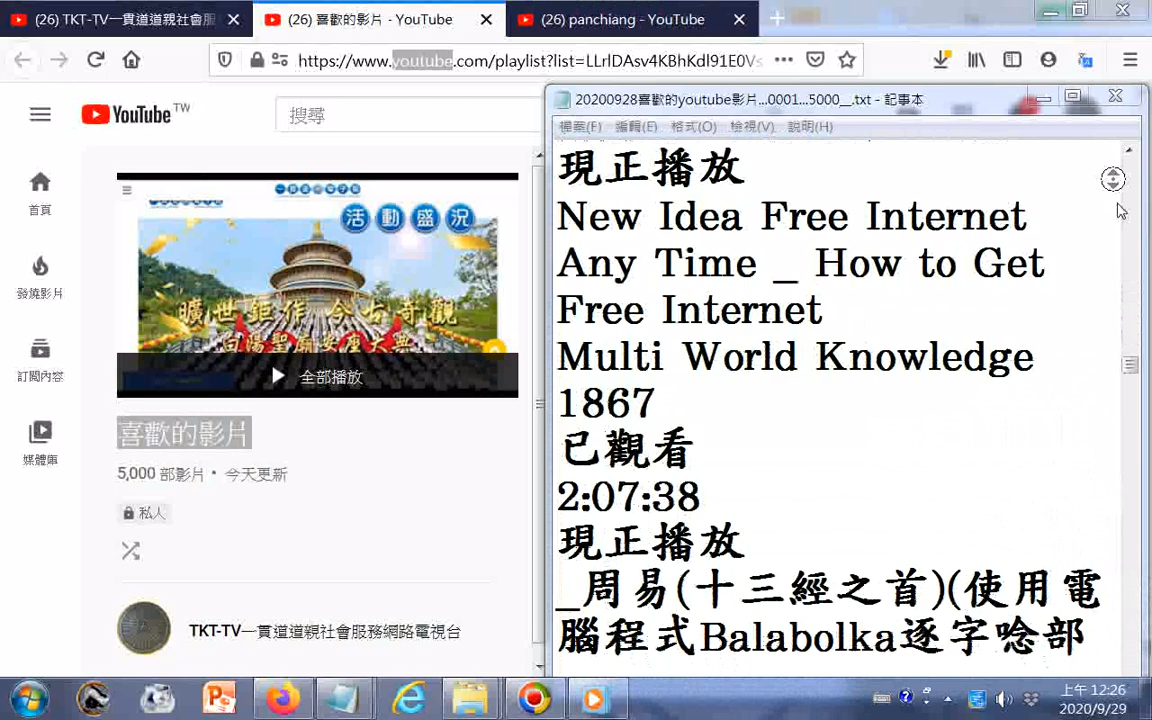 (26) TKT-TV一貫道道親社會服
(26) 喜歡的影片 - YouTube
(26) panchiang - YouTube
https://www.youtube.com/playlist?list=LLrlDAsv4KBhKdl91E0Vs
YouTube TW
搜尋
首頁
發燒影片
訂閱內容
媒體庫
活動盛況
曠世鉅作 今古奇觀
白陽聖廟安座大典
全部播放
喜歡的影片
5,000 部影片 • 今天更新
私人
TKT-TV一貫道道親社會服務網路電視台
20200928喜歡的youtube影片...0001...5000__.txt - 記事本
檔案(F) 編輯(E) 格式(O) 檢視(V) 說明(H)
現正播放
New Idea Free Internet
Any Time _ How to Get
Free Internet
Multi World Knowledge
1867
已觀看
2:07:38
現正播放
_周易(十三經之首)(使用電
腦程式Balabolka逐字唸部
上午 12:26
2020/9/29